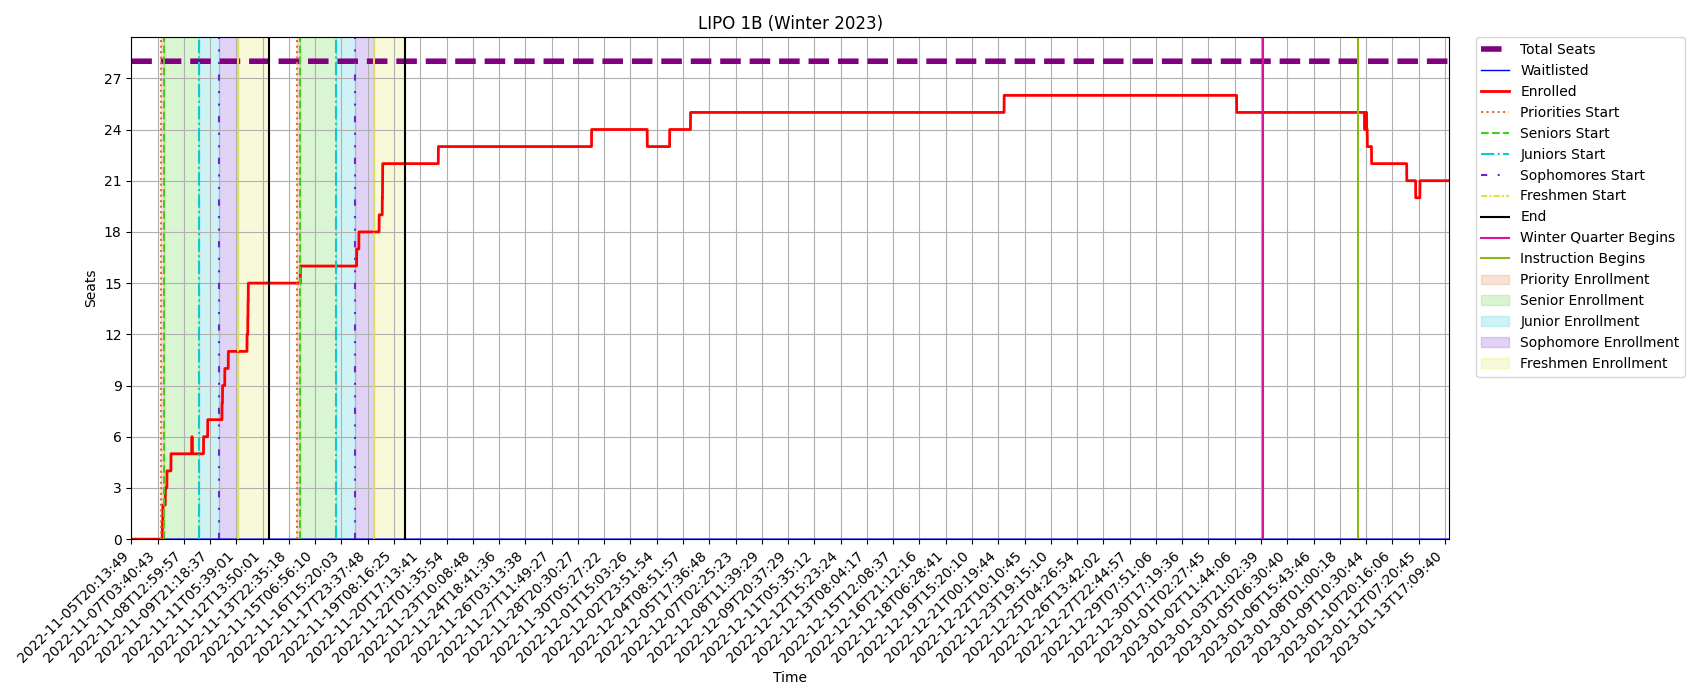 LIPO 1B (Winter 2023)
Seats
27
24
21
18
15
12
9
6
3
0
2022-11-05T20:13:49
2022-11-07T03:40:43
2022-11-08T12:59:57
2022-11-09T21:18:37
2022-11-11T05:39:01
2022-11-12T13:50:01
2022-11-13T22:35:18
2022-11-15T06:56:10
2022-11-16T15:20:03
2022-11-17T23:37:48
2022-11-19T08:16:25
2022-11-20T17:13:41
2022-11-22T01:35:54
2022-11-23T10:08:48
2022-11-24T18:41:36
2022-11-26T03:13:38
2022-11-27T11:49:27
2022-11-28T20:30:27
2022-11-30T05:27:22
2022-12-01T15:03:26
2022-12-02T23:51:54
2022-12-04T08:51:57
2022-12-05T17:36:48
2022-12-07T02:25:23
2022-12-08T11:39:29
2022-12-09T20:37:29
2022-12-11T05:35:12
2022-12-12T15:23:24
2022-12-13T08:04:17
2022-12-15T12:08:37
2022-12-16T21:12:16
2022-12-18T06:28:41
2022-12-19T15:20:10
2022-12-21T00:19:44
2022-12-22T10:10:45
2022-12-23T19:15:10
2022-12-25T04:26:54
2022-12-26T13:42:02
2022-12-27T22:44:57
2022-12-29T07:51:06
2022-12-30T17:19:36
2023-01-01T02:27:45
2023-01-02T11:44:06
2023-01-03T21:02:39
2023-01-05T06:30:40
2023-01-06T15:43:46
2023-01-08T01:00:18
2023-01-09T10:30:44
2023-01-10T20:16:06
2023-01-12T07:20:45
2023-01-13T17:09:40
Time
Total Seats
Waitlisted
Enrolled
Priorities Start
Seniors Start
Juniors Start
Sophomores Start
Freshmen Start
End
Winter Quarter Begins
Instruction Begins
Priority Enrollment
Senior Enrollment
Junior Enrollment
Sophomore Enrollment
Freshmen Enrollment